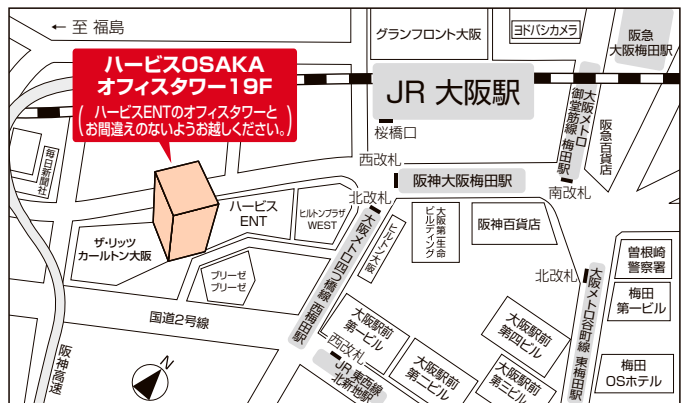 ← 至 福島
グランフロント大阪
ヨドバシカメラ
阪急
大阪梅田駅
ハービスOSAKA
オフィスタワー19F
(ハービスENTのオフィスタワーと
お間違えのないようお越しください。)
JR 大阪駅
桜橋口
大阪メトロ
御堂筋線 梅田駅
阪急百貨店
西改札
毎日新聞社
阪神大阪梅田駅
南改札
北改札
ハービス
ENT
ヒルトンプラザ
WEST
大阪メトロ四つ橋線 西梅田駅
ヒルトン大阪
大阪第一生命
ビルディング
阪神百貨店
ザ・リッツ
カールトン大阪
ブリーゼ
ブリーゼ
北改札
大阪メトロ谷町線 東梅田駅
曽根崎
警察署
梅田
第一ビル
国道2号線
大阪駅前
第一ビル
大阪駅前
第二ビル
大阪駅前
第四ビル
大阪駅前
第三ビル
西改札
JR 東西線
北新地駅
梅田
OSホテル
阪神高速
N